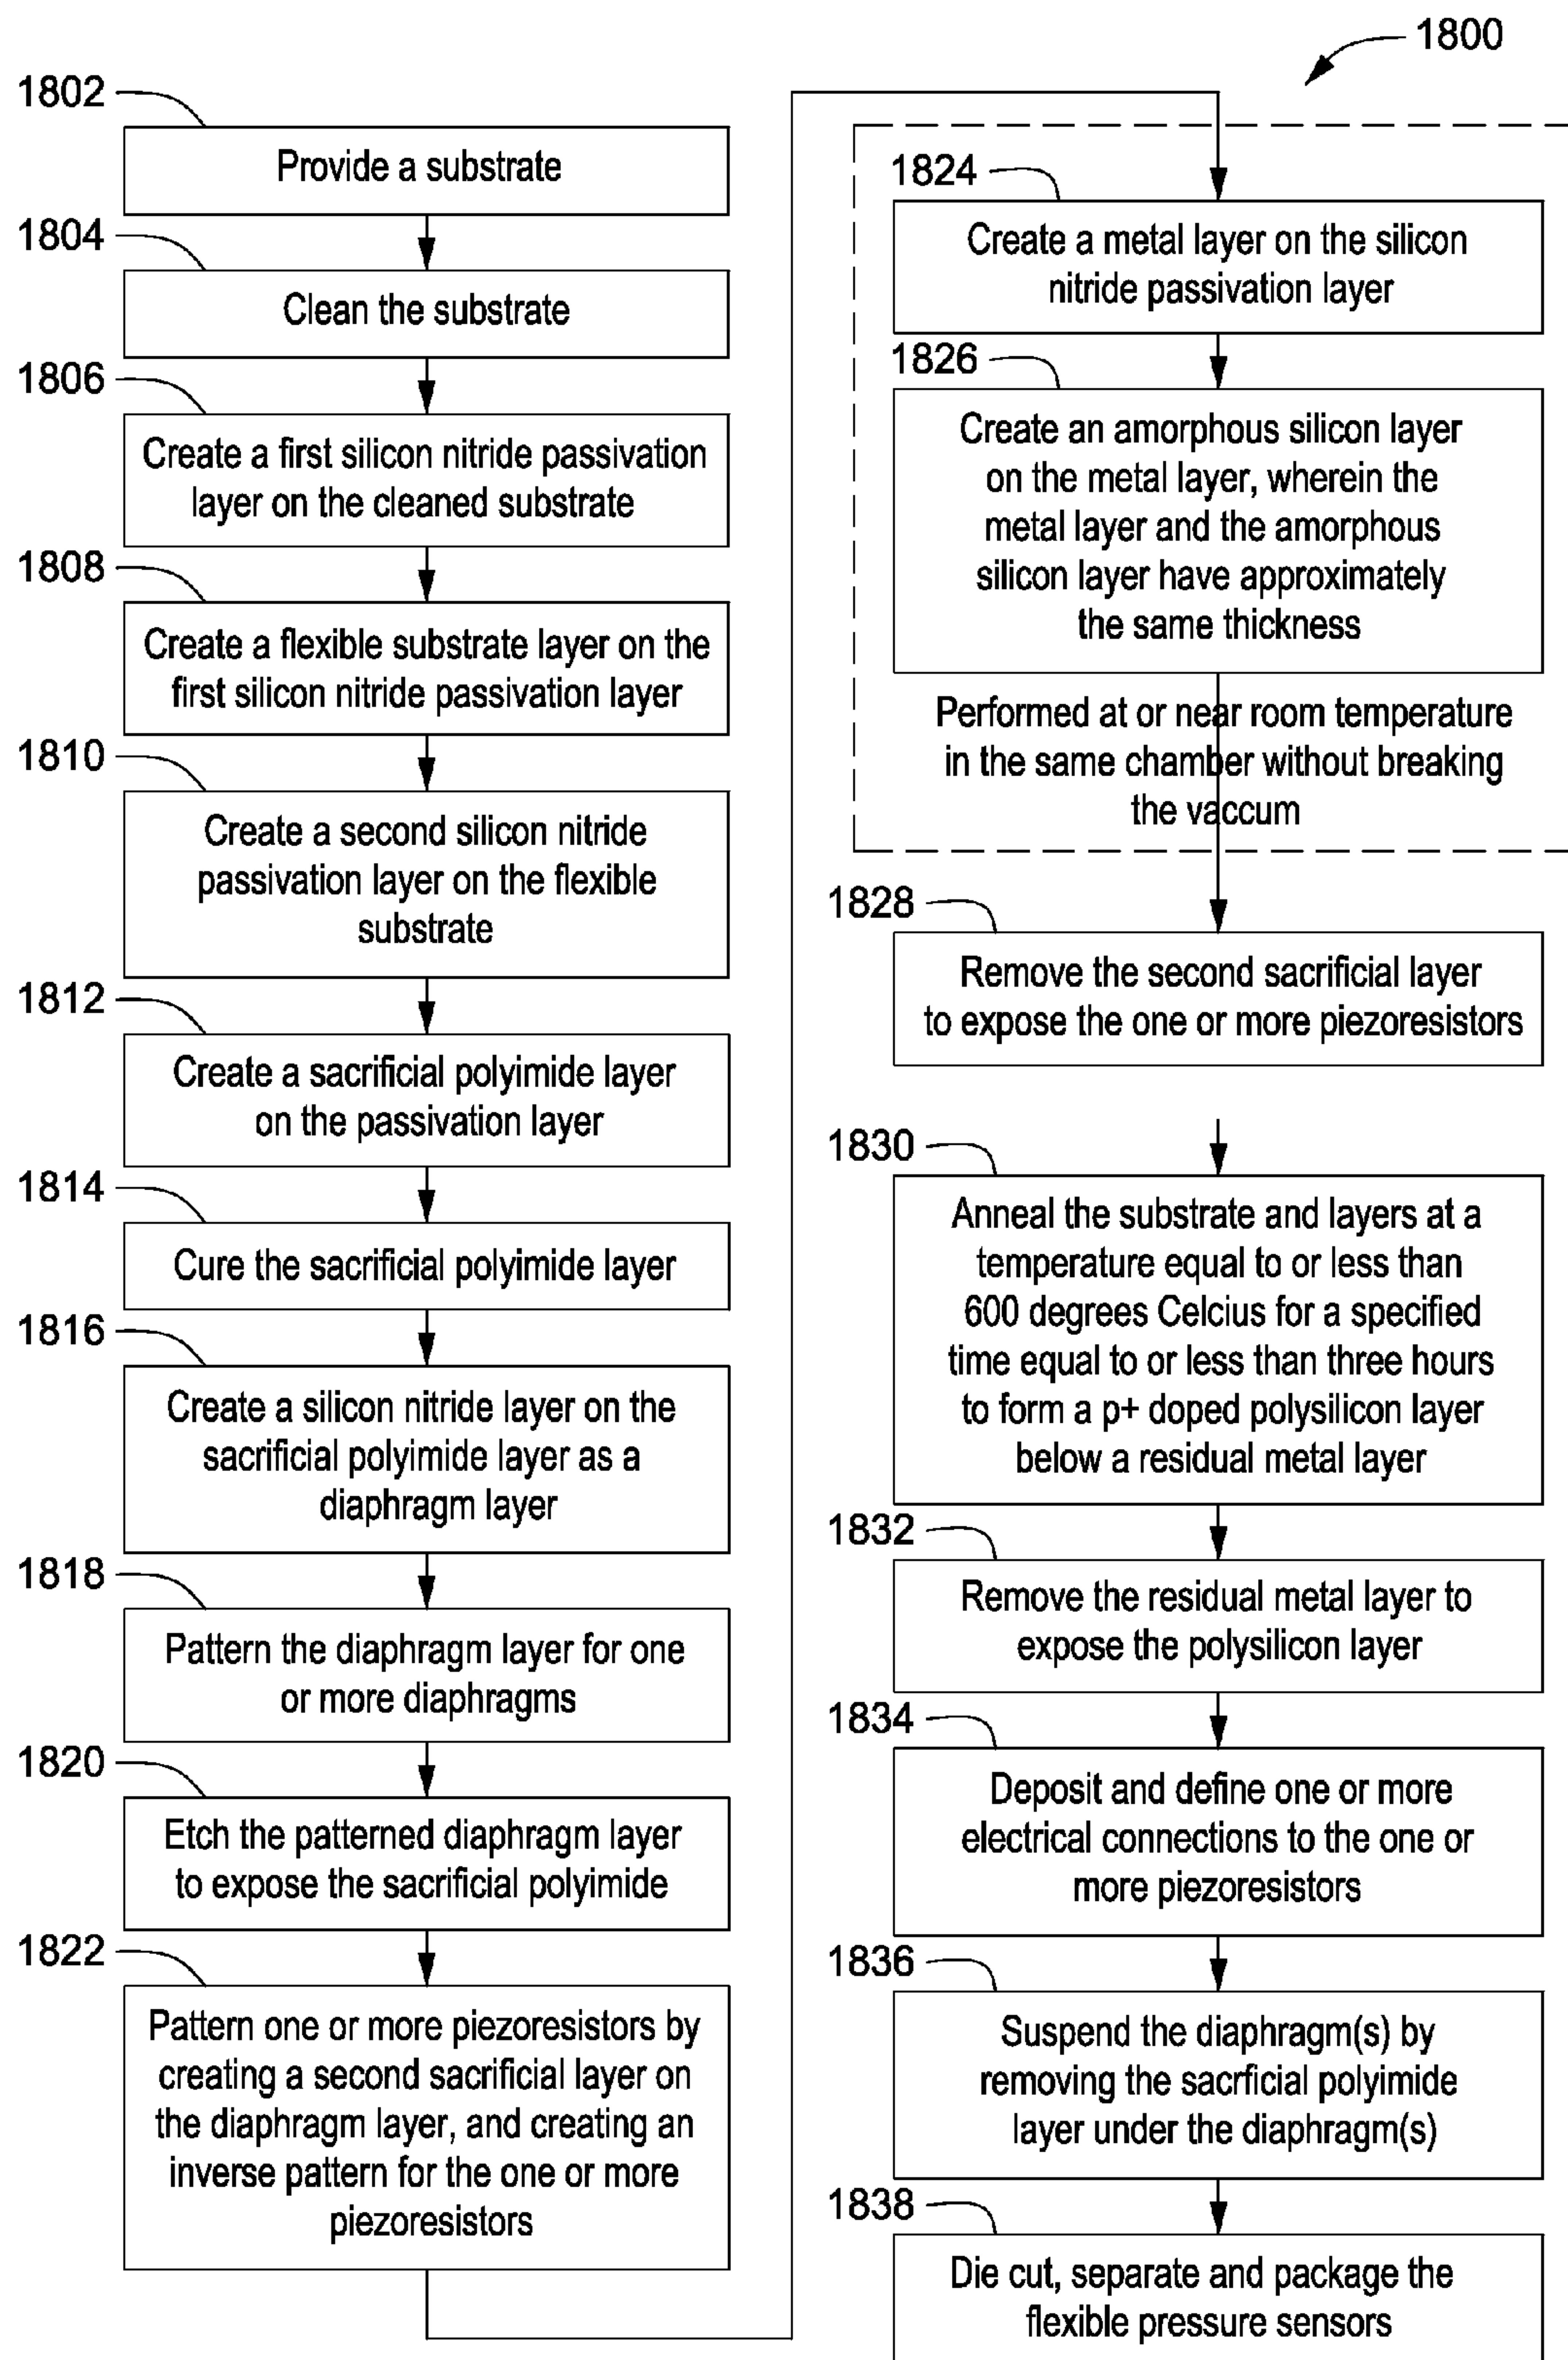 1800
1802
Provide a substrate
1804
Clean the substrate
1806
Create a first silicon nitride passivation
layer on the cleaned substrate
1808
Create a flexible substrate layer on the
first silicon nitride passivation layer
1810
Create a second silicon nitride
passivation layer on the flexible
substrate
1812
Create a sacrificial polyimide layer
on the passivation layer
1814
Cure the sacrificial polyimide layer
1816
Create a silicon nitride layer on the
sacrificial polyimide layer as a
diaphragm layer
1818
Pattern the diaphragm layer for one
or more diaphragms
1820
Etch the patterned diaphragm layer
to expose the sacrificial polyimide
1822
Pattern one or more piezoresistors by
creating a second sacrificial layer on
the diaphragm layer, and creating an
inverse pattern for the one or more
piezoresistors
1824
Create a metal layer on the silicon
nitride passivation layer
1826
Create an amorphous silicon layer
on the metal layer, wherein the
metal layer and the amorphous
silicon layer have approximately
the same thickness
Performed at or near room temperature
in the same chamber without breaking
the vaccum
1828
Remove the second sacrificial layer
to expose the one or more piezoresistors
1830
Anneal the substrate and layers at a
temperature equal to or less than
600 degrees Celcius for a specified
time equal to or less than three hours
to form a p+ doped polysilicon layer
below a residual metal layer
1832
Remove the residual metal layer to
expose the polysilicon layer
1834
Deposit and define one or more
electrical connections to the one or
more piezoresistors
1836
Suspend the diaphragm(s) by
removing the sacrficial polyimide
layer under the diaphragm(s)
1838
Die cut, separate and package the
flexible pressure sensors